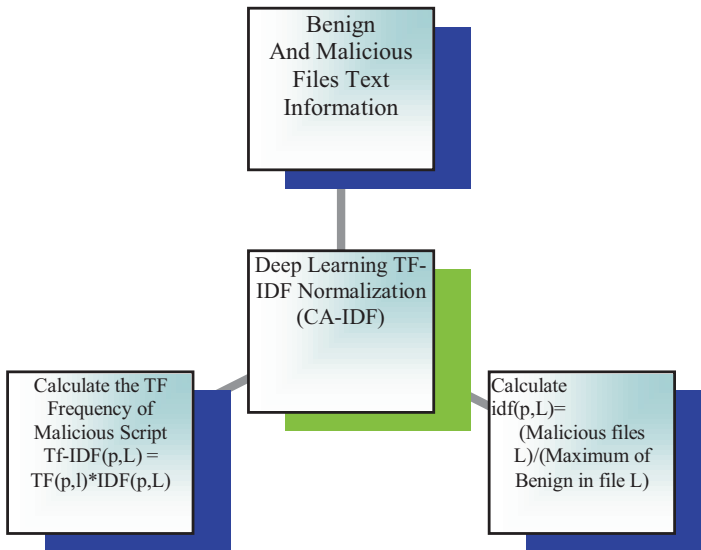 Benign
And Malicious
Files Text
Information
Deep Learning TF-
IDF Normalization
(CA-IDF)
Calculate the TF
Frequency of
Malicious Script
Tf-IDF(p,L) =
TF(p,l)*IDF(p,L)
Calculate
idf(p,L)=
(Malicious files
L)/(Maximum of
Benign in file L)